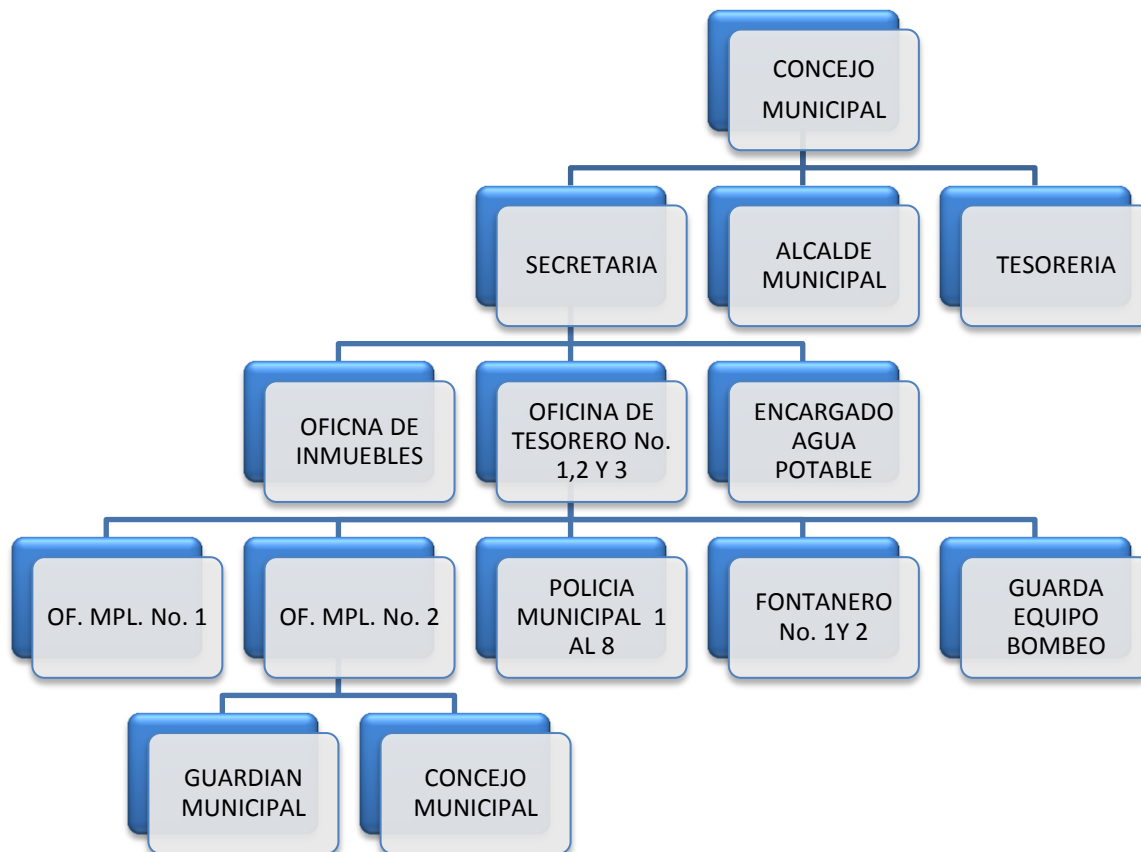 CONCEJO
MUNICIPAL
SECRETARIA
ALCALDE
MUNICIPAL
TESORERIA
OFICNA DE
INMUEBLES
OFICINA DE
TESORERO No.
1,2 Y 3
ENCARGADO
AGUA
POTABLE
OF. MPL. No. 1
OF. MPL. No. 2
POLICIA
MUNICIPAL 1
AL 8
FONTANERO
No. 1Y 2
GUARDA
EQUIPO
BOMBEO
GUARDIAN
MUNICIPAL
CONCEJO
MUNICIPAL